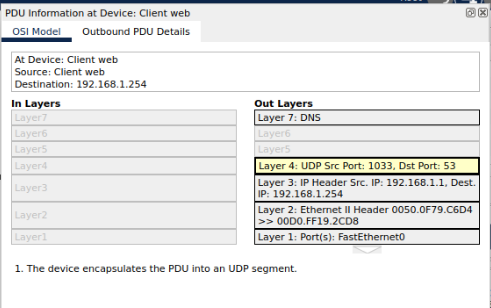 PDU Information at Device: Client web
OSI Model Outbound PDU Details
At Device: Client web
Source: Client web
Destination: 192.168.1.254
In Layers
Layer7
Layer6
Layer5
Layer4
Layer3
Layer2
Layer1
Out Layers
Layer 7: DNS
Layer6
Layer5
Layer 4: UDP Src Port: 1033, Dst Port: 53
Layer 3: IP Header Src. IP: 192.168.1.1, Dest.
IP: 192.168.1.254
Layer 2: Ethernet II Header 0050.0F79.C6D4
>> 00D0.FF19.2CD8
Layer 1: Port(s): FastEthernet0
1. The device encapsulates the PDU into an UDP segment.